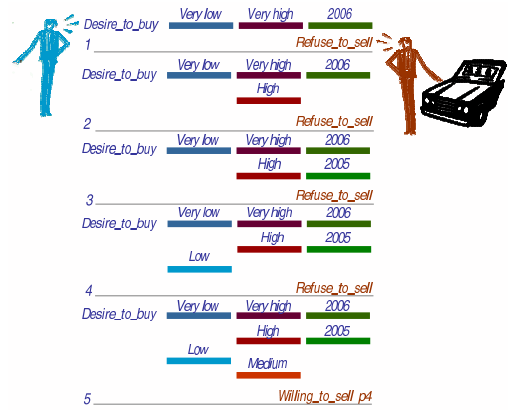 Desire_to_buy Very low Very high 2006
1 Refuse_to_sell
Desire_to_buy Very low Very high 2006
High
2 Refuse_to_sell
Desire_to_buy Very low Very high 2006
High 2005
3 Refuse_to_sell
Desire_to_buy Very low Very high 2006
High 2005
Low
4 Refuse_to_sell
Desire_to_buy Very low Very high 2006
High 2005
Low
Medium
5 Willing_to_sell p4